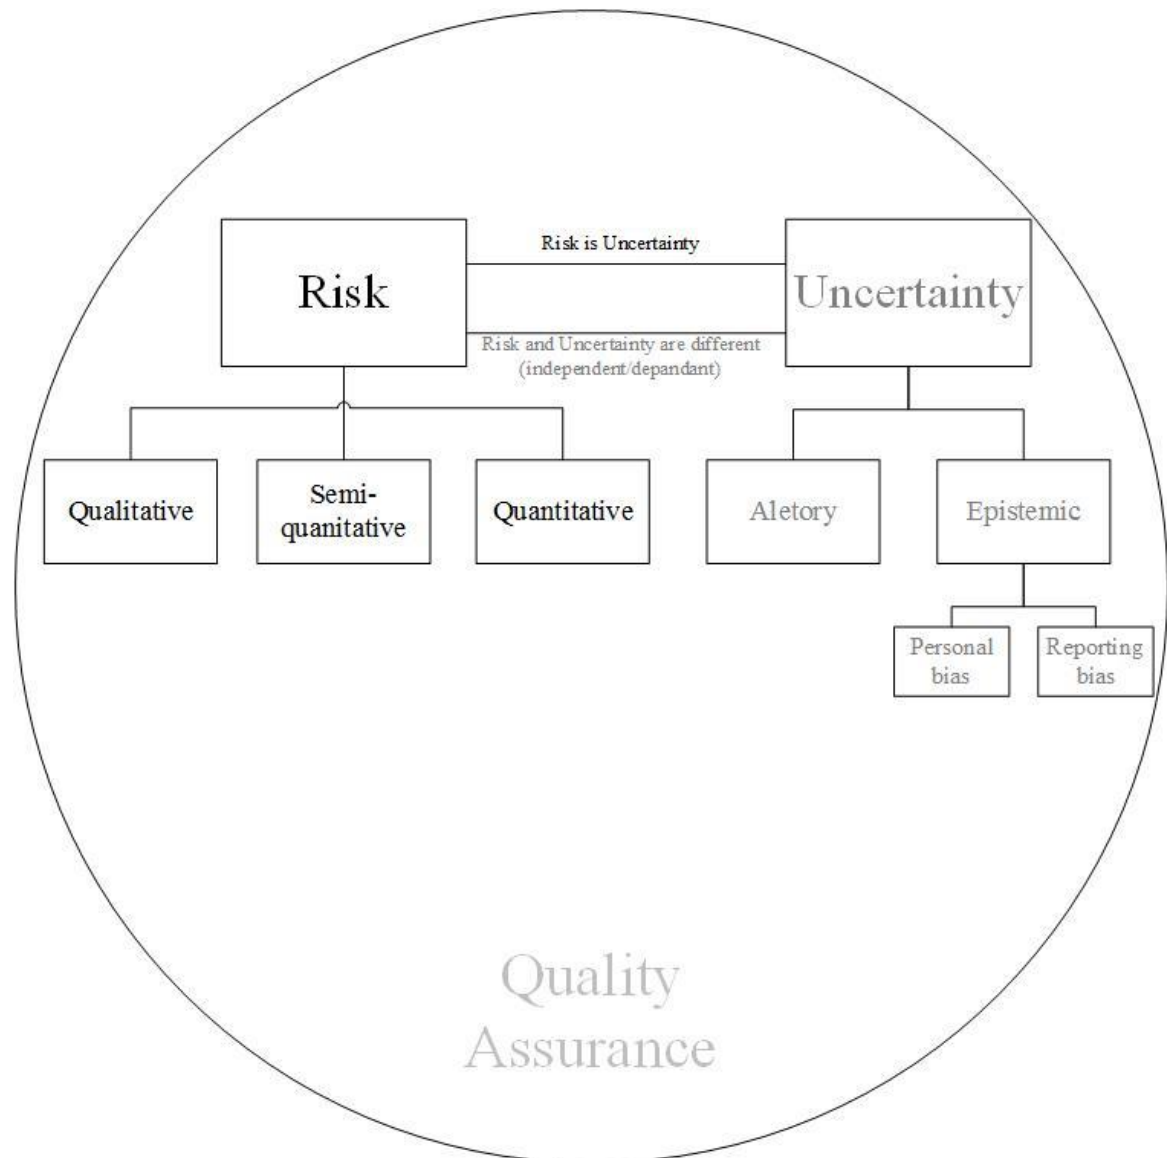 Risk is Uncertainty
Risk
Uncertainty
Risk and Uncertainty are different
(independent/depandant)
Qualitative
Semi-
quanitative
Quantitative
Aletory
Epistemic
Personal
bias
Reporting
bias
Quality
Assurance